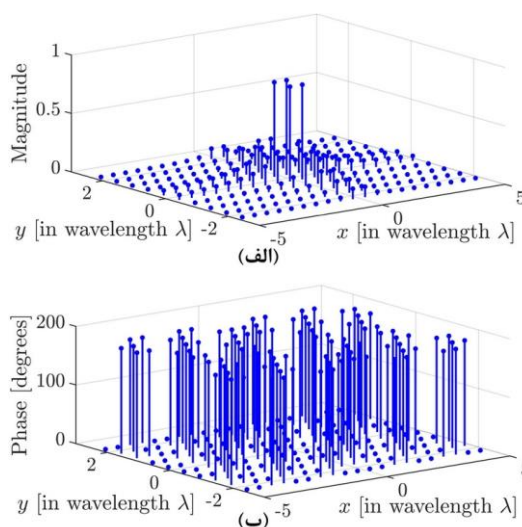 1
0.5
0
Magnitude
2
0
-2
-5
0
5
y [in wavelength λ]
x [in wavelength λ]
(الف)
200
100
0
Phase [degrees]
2
0
-2
-5
0
y [in wavelength λ]
x [in wavelength λ]
(ب)